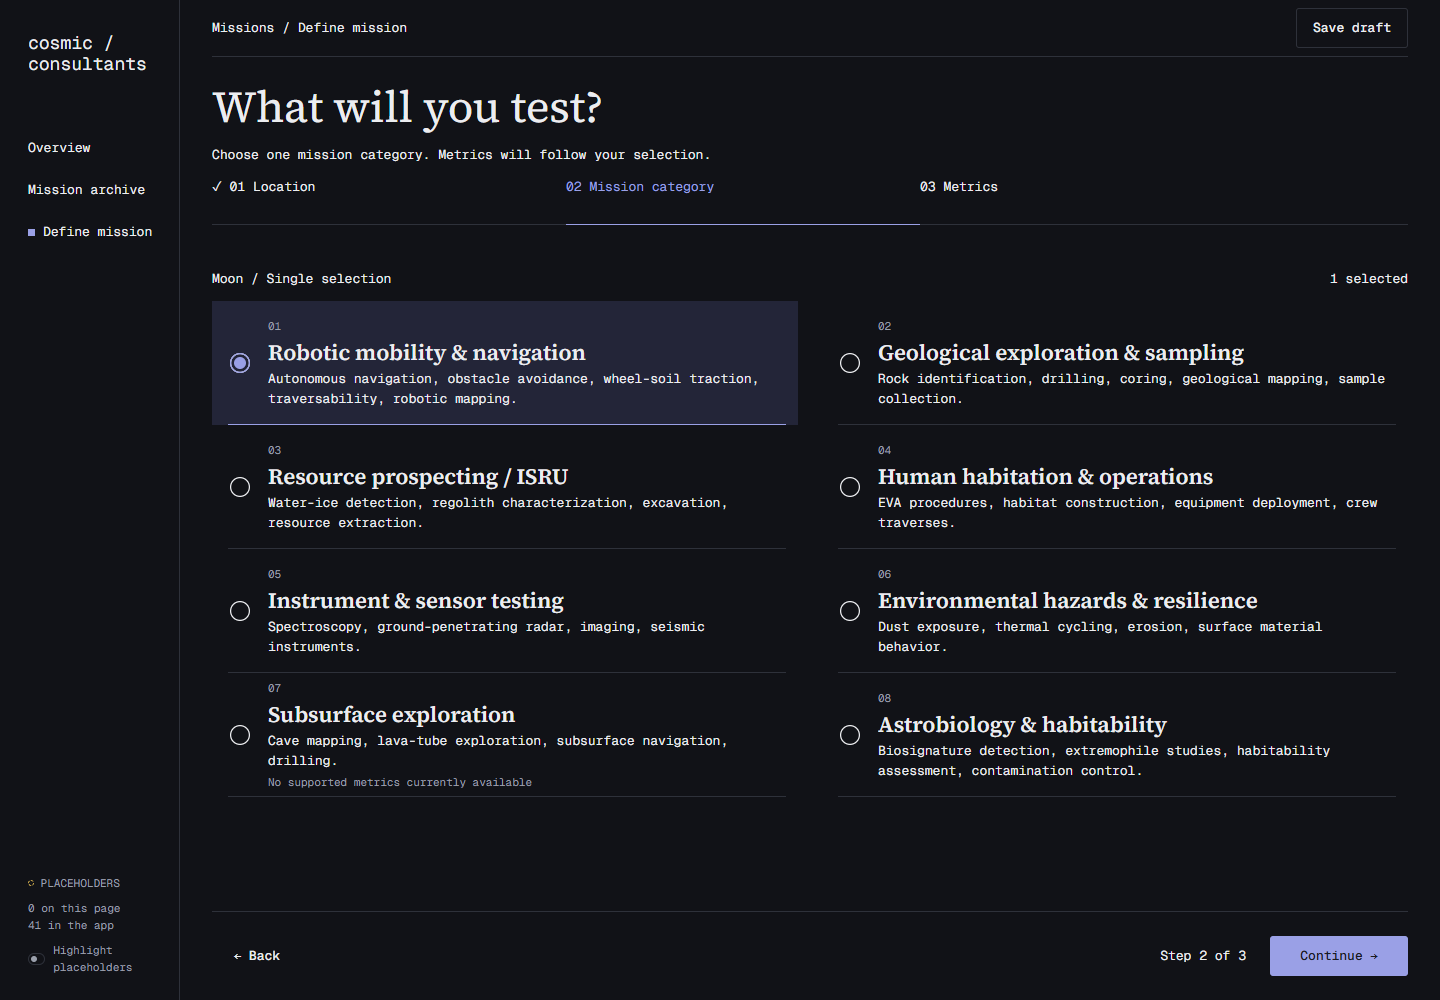 cosmic /
consultants
Overview
Mission archive
Define mission
PLACEHOLDERS
0 on this page
41 in the app
Highlight
placeholders
Missions / Define mission
Save draft
What will you test?
Choose one mission category. Metrics will follow your selection.
✓ 01 Location
02 Mission category
03 Metrics
Moon / Single selection
1 selected
01
Robotic mobility & navigation
Autonomous navigation, obstacle avoidance, wheel-soil traction,
traversability, robotic mapping.
02
Geological exploration & sampling
Rock identification, drilling, coring, geological mapping, sample
collection.
03
Resource prospecting / ISRU
Water-ice detection, regolith characterization, excavation,
resource extraction.
04
Human habitation & operations
EVA procedures, habitat construction, equipment deployment, crew
traverses.
05
Instrument & sensor testing
Spectroscopy, ground-penetrating radar, imaging, seismic
instruments.
06
Environmental hazards & resilience
Dust exposure, thermal cycling, erosion, surface material
behavior.
07
Subsurface exploration
Cave mapping, lava-tube exploration, subsurface navigation,
drilling.
No supported metrics currently available
08
Astrobiology & habitability
Biosignature detection, extremophile studies, habitability
assessment, contamination control.
← Back
Step 2 of 3
Continue →